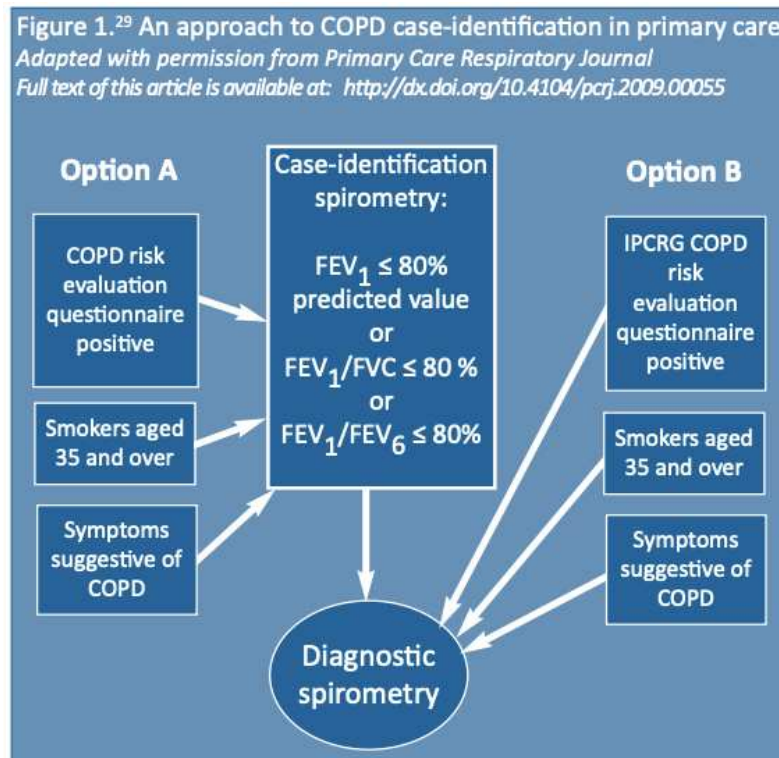 Figure 1.²⁹ An approach to COPD case-identification in primary care
Adapted with permission from Primary Care Respiratory Journal
Full text of this article is available at: http://dx.doi.org/10.4104/pcrj.2009.00055
Option A
COPD risk
evaluation
questionnaire
positive
Smokers aged
35 and over
Symptoms
suggestive of
COPD
Case-identification
spirometry:
FEV₁ ≤ 80%
predicted value
or
FEV₁/FVC ≤ 80 %
or
FEV₁/FEV₆ ≤ 80%
Diagnostic
spirometry
Option B
IPCRG COPD
risk
evaluation
questionnaire
positive
Smokers aged
35 and over
Symptoms
suggestive of
COPD